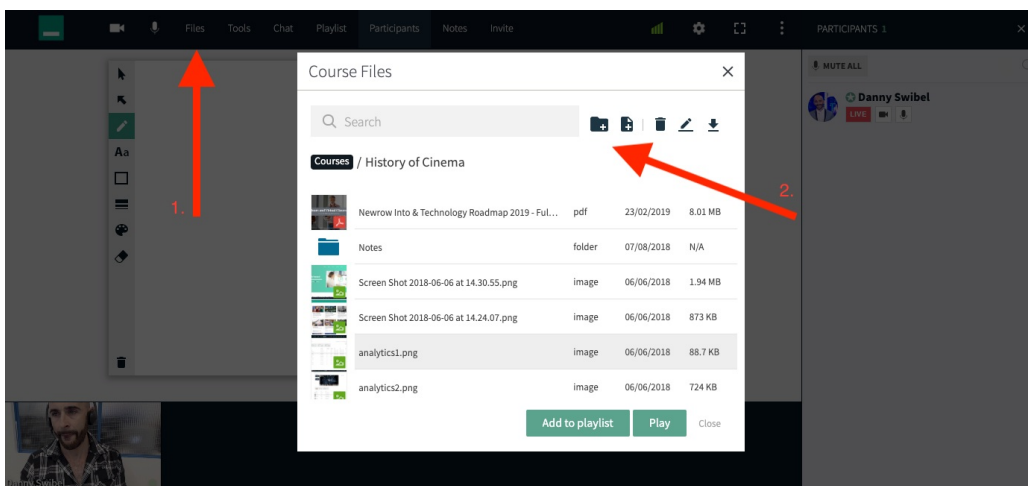 Files Tools Chat Playlist Participants Notes Invite
PARTICIPANTS 1
MUTE ALL
Danny Swibel
LIVE
Aa
1.
2.
Course Files
Search
Courses / History of Cinema
Newrow Into & Technology Roadmap 2019 - Ful... pdf 23/02/2019 8.01 MB
Notes folder 07/08/2018 N/A
Screen Shot 2018-06-06 at 14.30.55.png image 06/06/2018 1.94 MB
Screen Shot 2018-06-06 at 14.24.07.png image 06/06/2018 873 KB
analytics1.png image 06/06/2018 88.7 KB
analytics2.png image 06/06/2018 724 KB
Add to playlist Play Close
Swibel